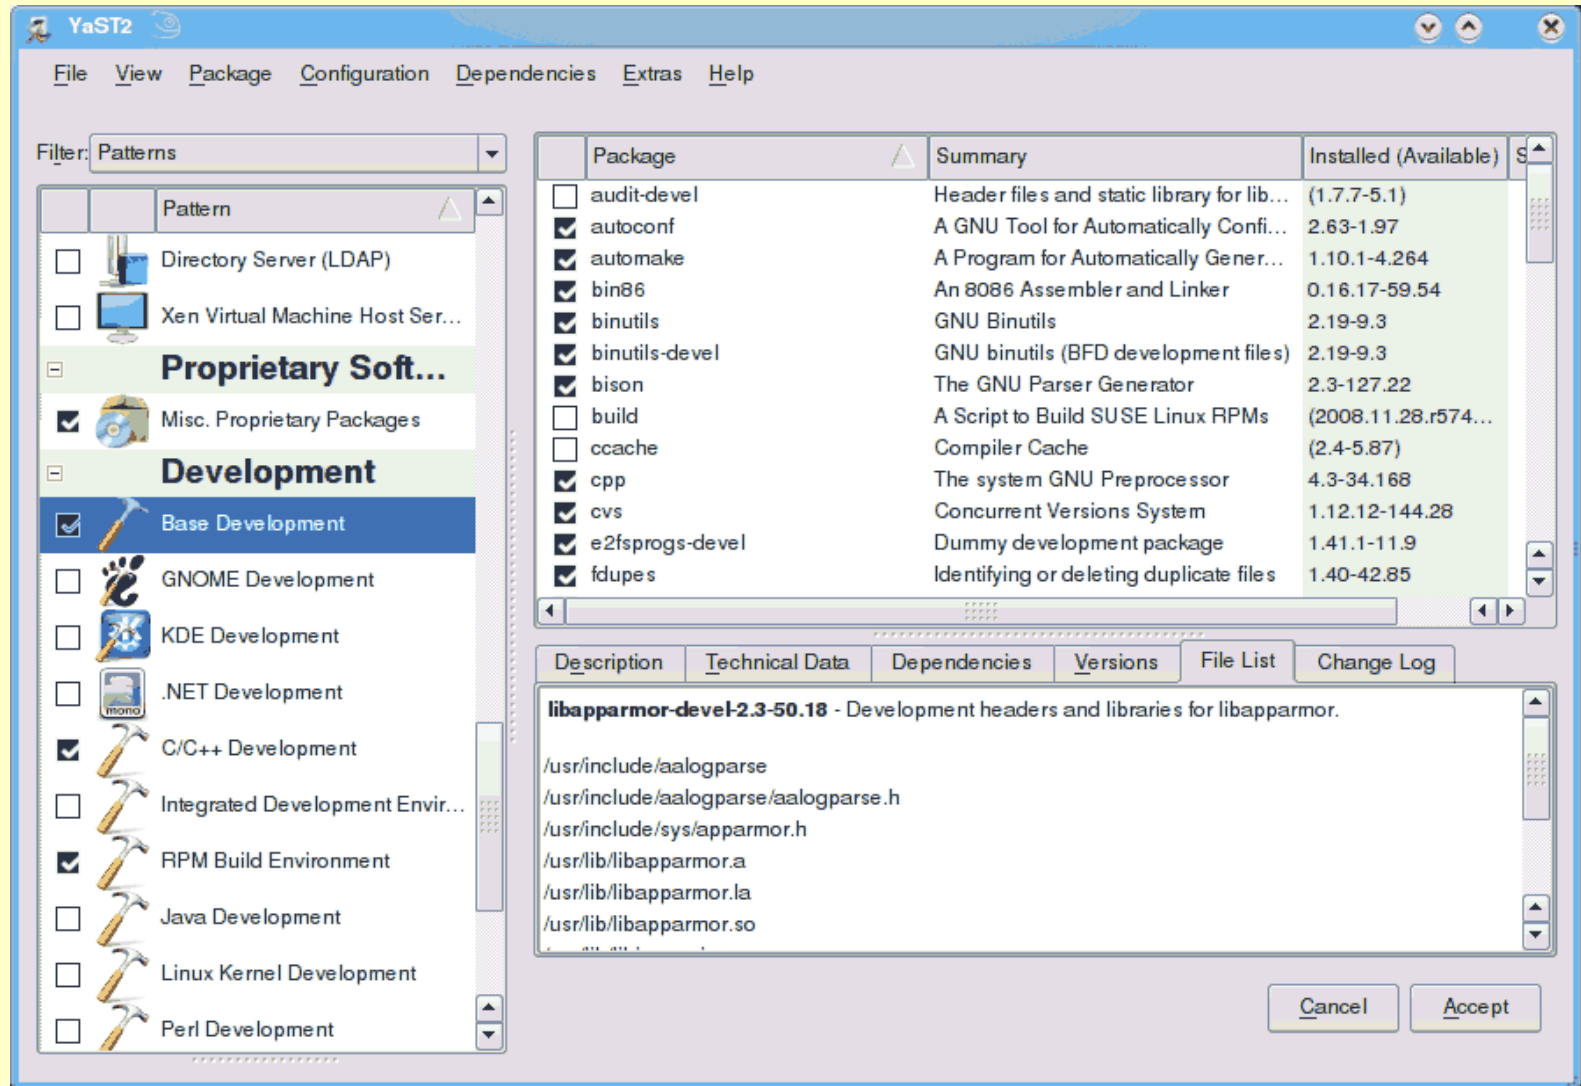 YaST2
File View Package Configuration Dependencies Extras Help
Filter: Patterns
Pattern
Directory Server (LDAP)
Xen Virtual Machine Host Ser...
Proprietary Soft...
Misc. Proprietary Packages
Development
Base Development
GNOME Development
KDE Development
mono
.NET Development
C/C++ Development
Integrated Development Envir...
RPM Build Environment
Java Development
Linux Kernel Development
Perl Development
Package Summary Installed (Available) S
audit-devel Header files and static library for lib... (1.7.7-5.1)
autoconf A GNU Tool for Automatically Confi... 2.63-1.97
automake A Program for Automatically Gener... 1.10.1-4.264
bin86 An 8086 Assembler and Linker 0.16.17-59.54
binutils GNU Binutils 2.19-9.3
binutils-devel GNU binutils (BFD development files) 2.19-9.3
bison The GNU Parser Generator 2.3-127.22
build A Script to Build SUSE Linux RPMs (2008.11.28.r574...
ccache Compiler Cache (2.4-5.87)
cpp The system GNU Preprocessor 4.3-34.168
cvs Concurrent Versions System 1.12.12-144.28
e2fsprogs-devel Dummy development package 1.41.1-11.9
fdupes Identifying or deleting duplicate files 1.40-42.85
Description Technical Data Dependencies Versions File List Change Log
libapparmor-devel-2.3-50.18 - Development headers and libraries for libapparmor.
/usr/include/aalogparse
/usr/include/aalogparse/aalogparse.h
/usr/include/sys/apparmor.h
/usr/lib/libapparmor.a
/usr/lib/libapparmor.la
/usr/lib/libapparmor.so
Cancel Accept